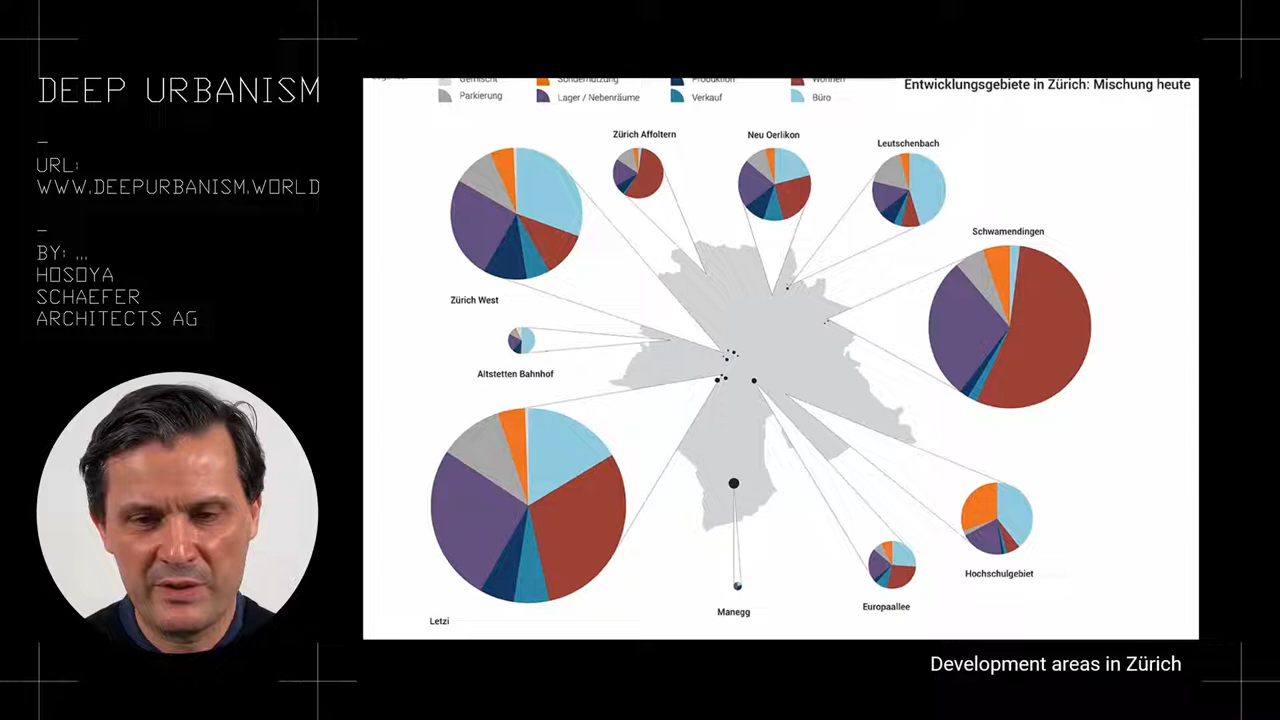 DEEP URBANISM
–
URL:
WWW.DEEPURBANISM.WORLD
–
BY: ...
HOSOYA
SCHAEFER
ARCHITECTS AG
Gemischt Sondernutzung Produktion Wohnen
Parkierung Lager / Nebenräume Verkauf Büro
Entwicklungsgebiete in Zürich: Mischung heute
Zürich Affoltern
Neu Oerlikon
Leutschenbach
Schwamendingen
Zürich West
Altstetten Bahnhof
Hochschulgebiet
Europaallee
Manegg
Letzi
Development areas in Zürich